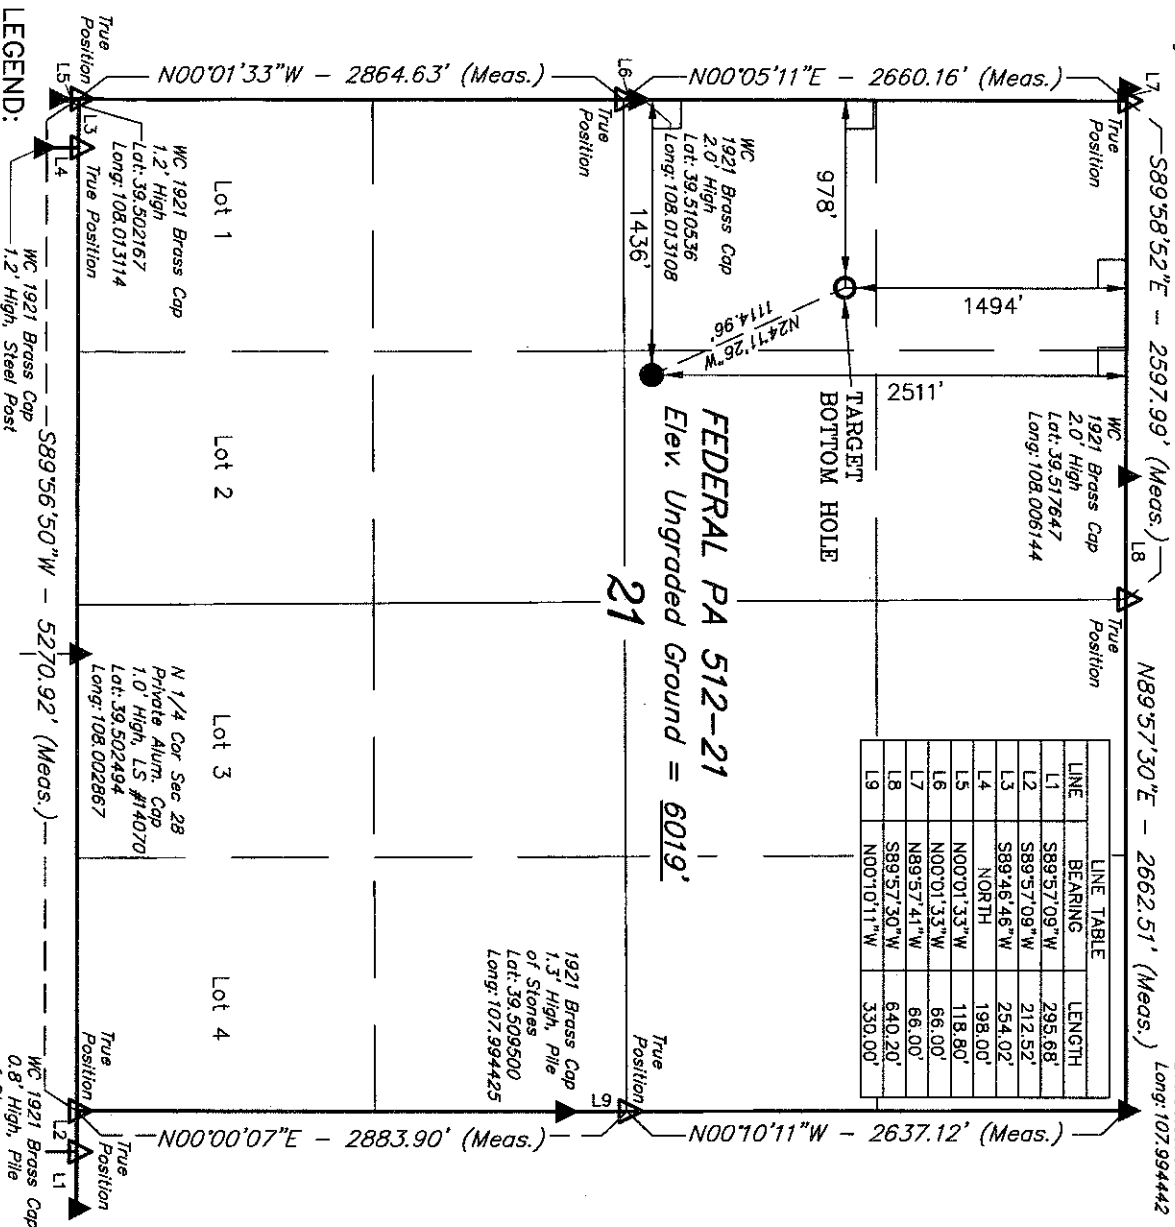 S89°58'52"E - 2597.99' (Meas.)
N89°57'30"E - 2662.51' (Meas.)
Long: 107.994442
L7
L8
True
Position
True
Position
WC
1921 Brass Cap
2.0' High
Lat: 39.517647
Long: 108.006144
LINE TABLE
LINE BEARING LENGTH
L1 S89°57'09"W 295.68'
L2 S89°57'09"W 212.52'
L3 S89°46'46"W 254.02'
L4 NORTH 198.00'
L5 N00°01'33"W 118.80'
L6 N00°01'33"W 66.00'
L7 N89°57'41"W 66.00'
L8 S89°57'30"W 640.20'
L9 N00°10'11"W 330.00'
N00°05'11"E - 2660.16' (Meas.)
N00°10'11"W - 2637.12' (Meas.)
1494'
2511'
978'
TARGET
BOTTOM HOLE
N24°11'26"W
1114.96'
WC
1921 Brass Cap
2.0' High
Lat: 39.510536
Long: 108.013108
1436'
FEDERAL PA 512-21
Elev. Ungraded Ground = 6019'
21
L6
True
Position
True
Position
L9
1921 Brass Cap
1.3' High, Pile
of Stones
Lat: 39.509500
Long: 107.994425
N00°01'33"W - 2864.63' (Meas.)
N00°00'07"E - 2883.90' (Meas.)
Lot 1
Lot 2
Lot 3
Lot 4
WC 1921 Brass Cap
1.2' High
Lat: 39.502167
Long: 108.013114
N 1/4 Cor Sec 28
Private Alum. Cap
1.0' High, LS #14070
Lat: 39.502494
Long: 108.002867
True
Position
L5
L3
True Position
L4
WC 1921 Brass Cap
1.2' High, Steel Post
S89°56'50"W - 5270.92' (Meas.)
True
Position
L2
True
Position
L1
WC 1921 Brass Cap
0.8' High, Pile
LEGEND: